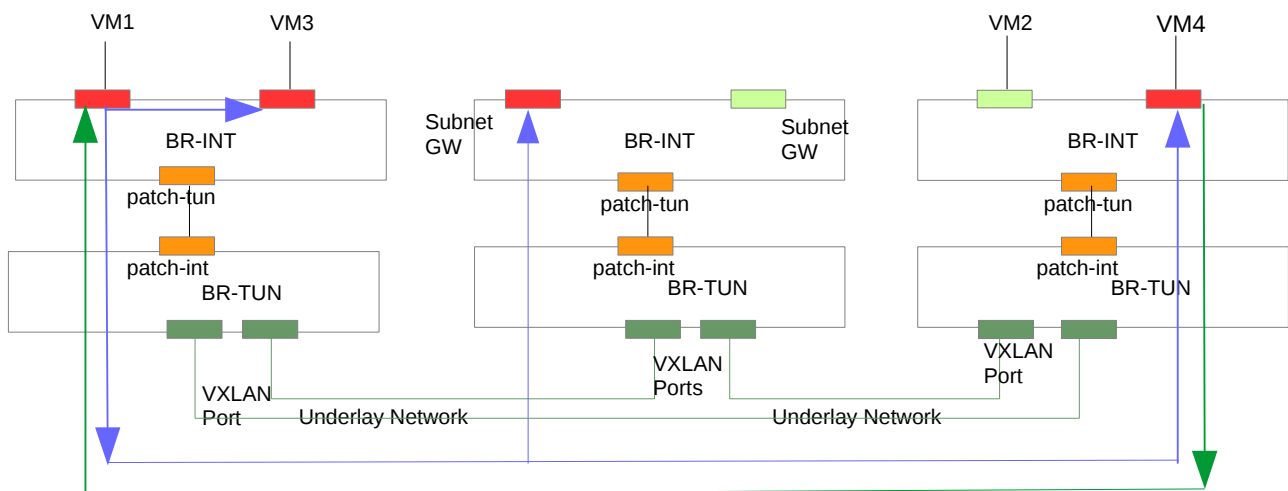 VM1
VM3
VM2
VM4
Subnet
GW
Subnet
GW
BR-INT
BR-INT
BR-INT
patch-tun
patch-tun
patch-tun
patch-int
patch-int
patch-int
BR-TUN
BR-TUN
BR-TUN
VXLAN
Port
VXLAN
Ports
VXLAN
Port
Underlay Network
Underlay Network